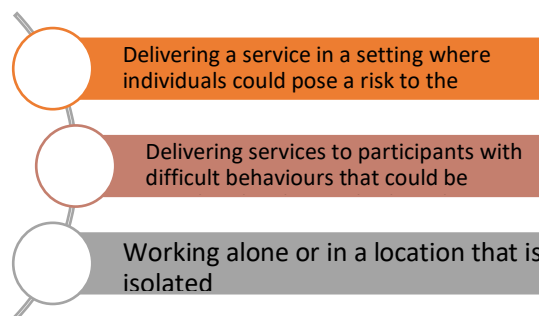 Delivering a service in a setting where
individuals could pose a risk to the
Delivering services to participants with
difficult behaviours that could be
Working alone or in a location that is
isolated